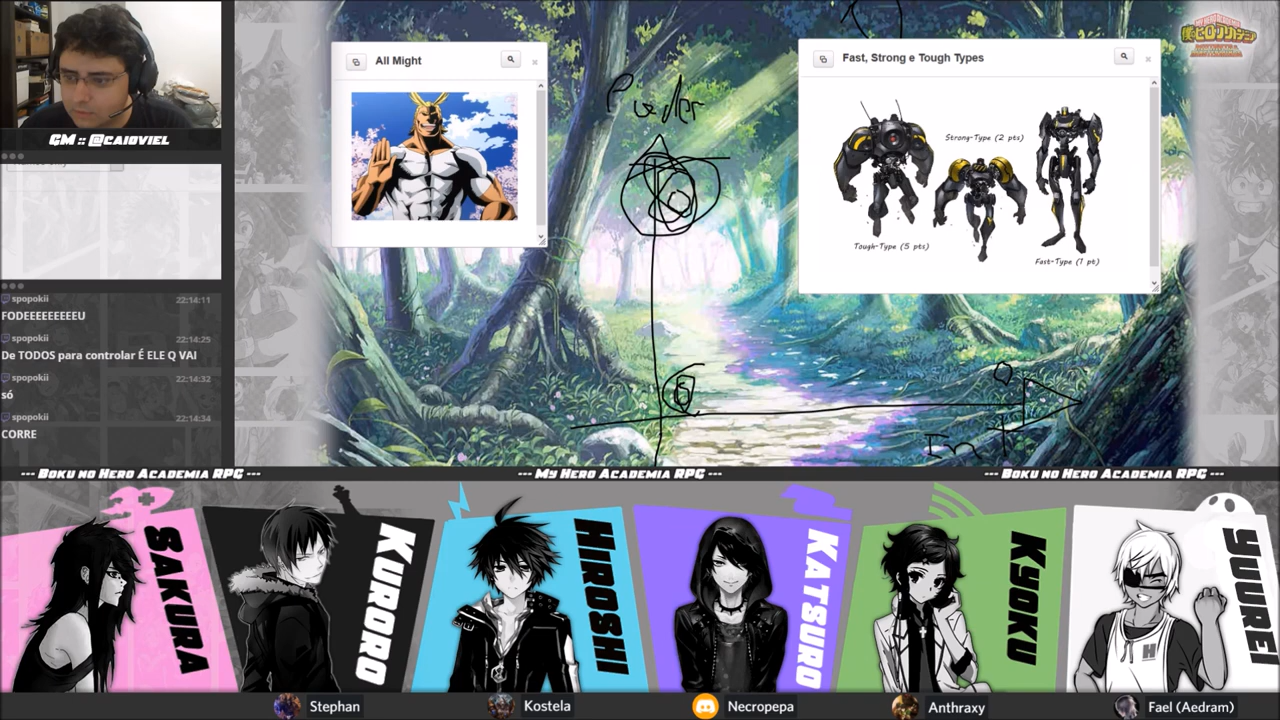 GM :: @CAIOVIEL
spopokii 22:14:11
FODEEEEEEEEEU
spopokii 22:14:25
De TODOS para controlar É ELE Q VAI
spopokii 22:14:32
só
spopokii 22:14:34
CORRE
All Might
Fast, Strong e Tough Types
Strong-Type (2 pts)
Tough-Type (5 pts)
Fast-Type (1 pt)
Int
--- BOKU NO HERO ACADEMIA RPG ---
--- MY HERO ACADEMIA RPG ---
--- BOKU NO HERO ACADEMIA RPG ---
SAKURA
KURORO
HIROSHI
KATSURO
KYOKU
YUUREI
H
Stephan
Kostela
Necropepa
Anthraxy
Fael (Aedram)